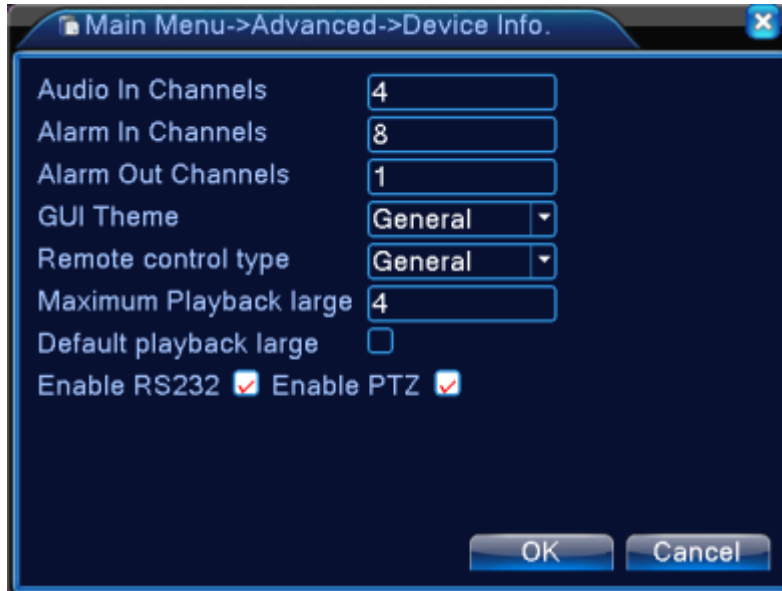 Main Menu->Advanced->Device Info.
Audio In Channels 4
Alarm In Channels 8
Alarm Out Channels 1
GUI Theme General
Remote control type General
Maximum Playback large 4
Default playback large
Enable RS232 Enable PTZ
OK Cancel